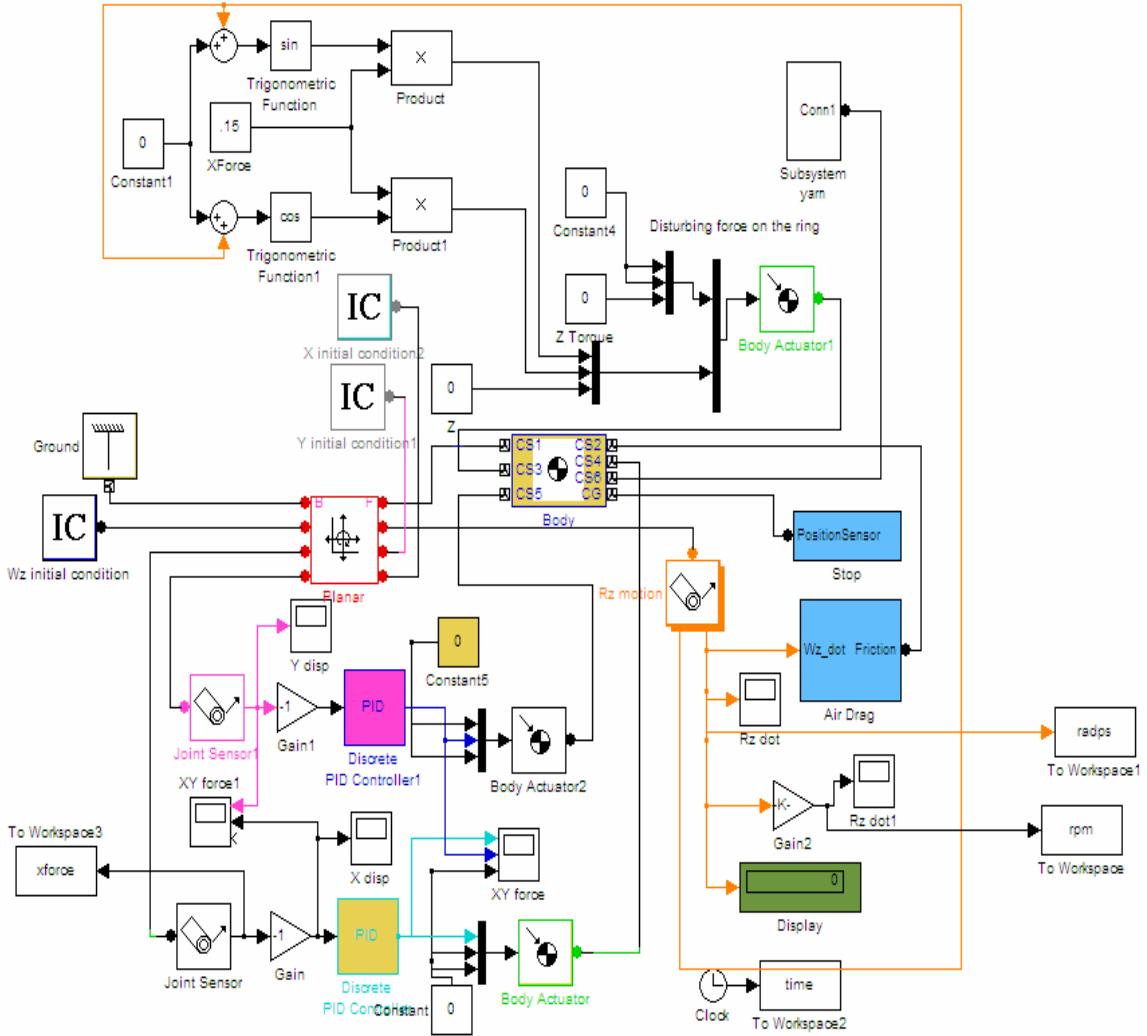 sin
Trigonometric
Function
X
Product
.15
XForce
0
Constant1
cos
Trigonometric
Function1
X
Product1
Conn1
Subsystem
yarn
0
Constant4
Disturbing force on the ring
0
Z Torque
Body Actuator1
IC
X initial condition2
IC
Y initial condition1
0
Z
Ground
IC
Wz initial condition
B F
Planar
CS1 CS2
CS3 CS4
CS6
CS5 CG
Body
PositionSensor
Stop
Rz motion
Wz_dot Friction
Air Drag
Y disp
0
Constant5
Joint Sensor1
-1
Gain1
PID
Discrete
PID Controller1
Body Actuator2
Rz dot
radps
To Workspace1
XY force1
X disp
XY force
-K-
Gain2
Rz dot1
rpm
To Workspace
To Workspace3
xforce
Joint Sensor
-1
Gain
PID
Discrete
PID Controller
Constant
0
Body Actuator
0
Display
Clock
time
To Workspace2